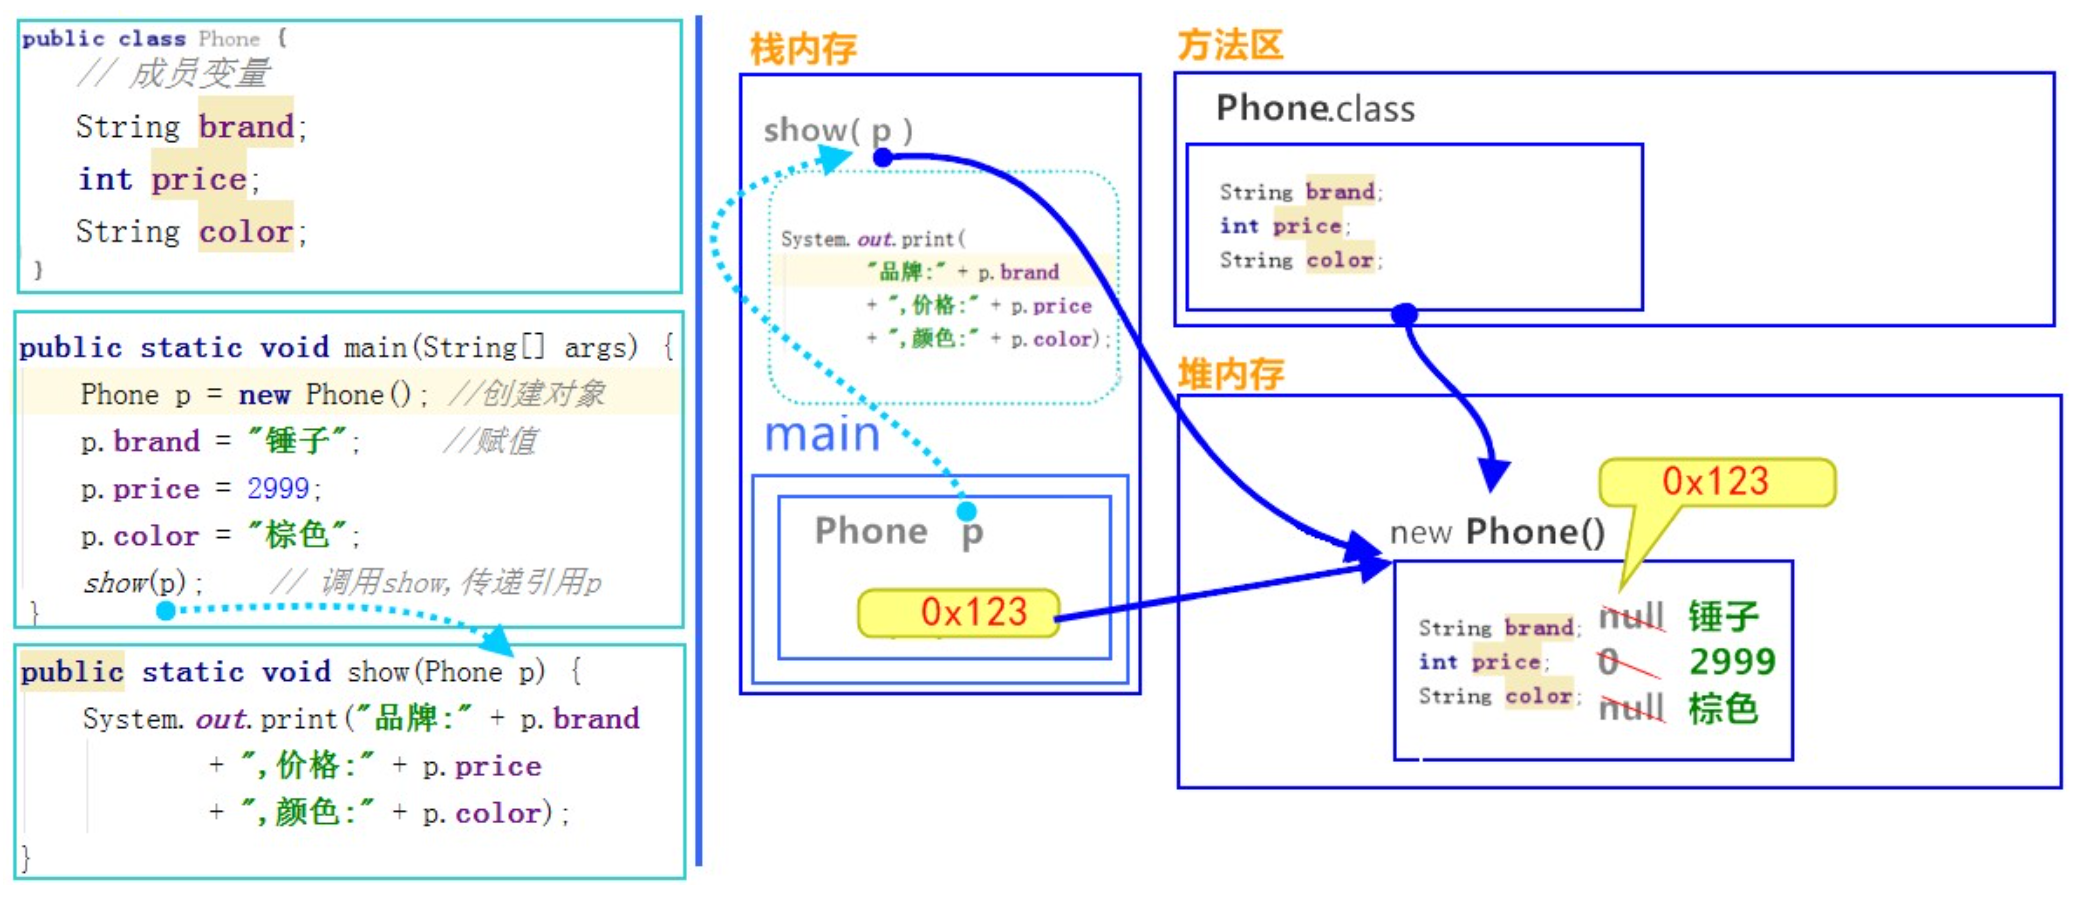 public class Phone {
// 成员变量
String brand;
int price;
String color;
}
public static void main(String[] args) {
Phone p = new Phone(); //创建对象
p.brand = "锤子"; //赋值
p.price = 2999;
p.color = "棕色";
show(p); // 调用show,传递引用p
}
public static void show(Phone p) {
System.out.print("品牌:" + p.brand
+ ",价格:" + p.price
+ ",颜色:" + p.color);
}
栈内存
show( p )
System.out.print(
"品牌:" + p.brand
+ ",价格:" + p.price
+ ",颜色:" + p.color);
main
Phone p
0x123
方法区
Phone.class
String brand;
int price;
String color;
堆内存
0x123
new Phone()
String brand; null 锤子
int price; 0 2999
String color; null 棕色